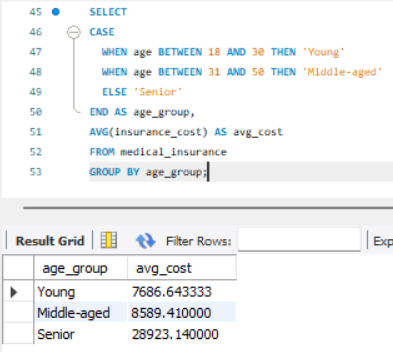 45 SELECT
46 CASE
47 WHEN age BETWEEN 18 AND 30 THEN 'Young'
48 WHEN age BETWEEN 31 AND 50 THEN 'Middle-aged'
49 ELSE 'Senior'
50 END AS age_group,
51 AVG(insurance_cost) AS avg_cost
52 FROM medical_insurance
53 GROUP BY age_group;
Result Grid Filter Rows: Exp
age_group avg_cost
Young 7686.643333
Middle-aged 8589.410000
Senior 28923.140000